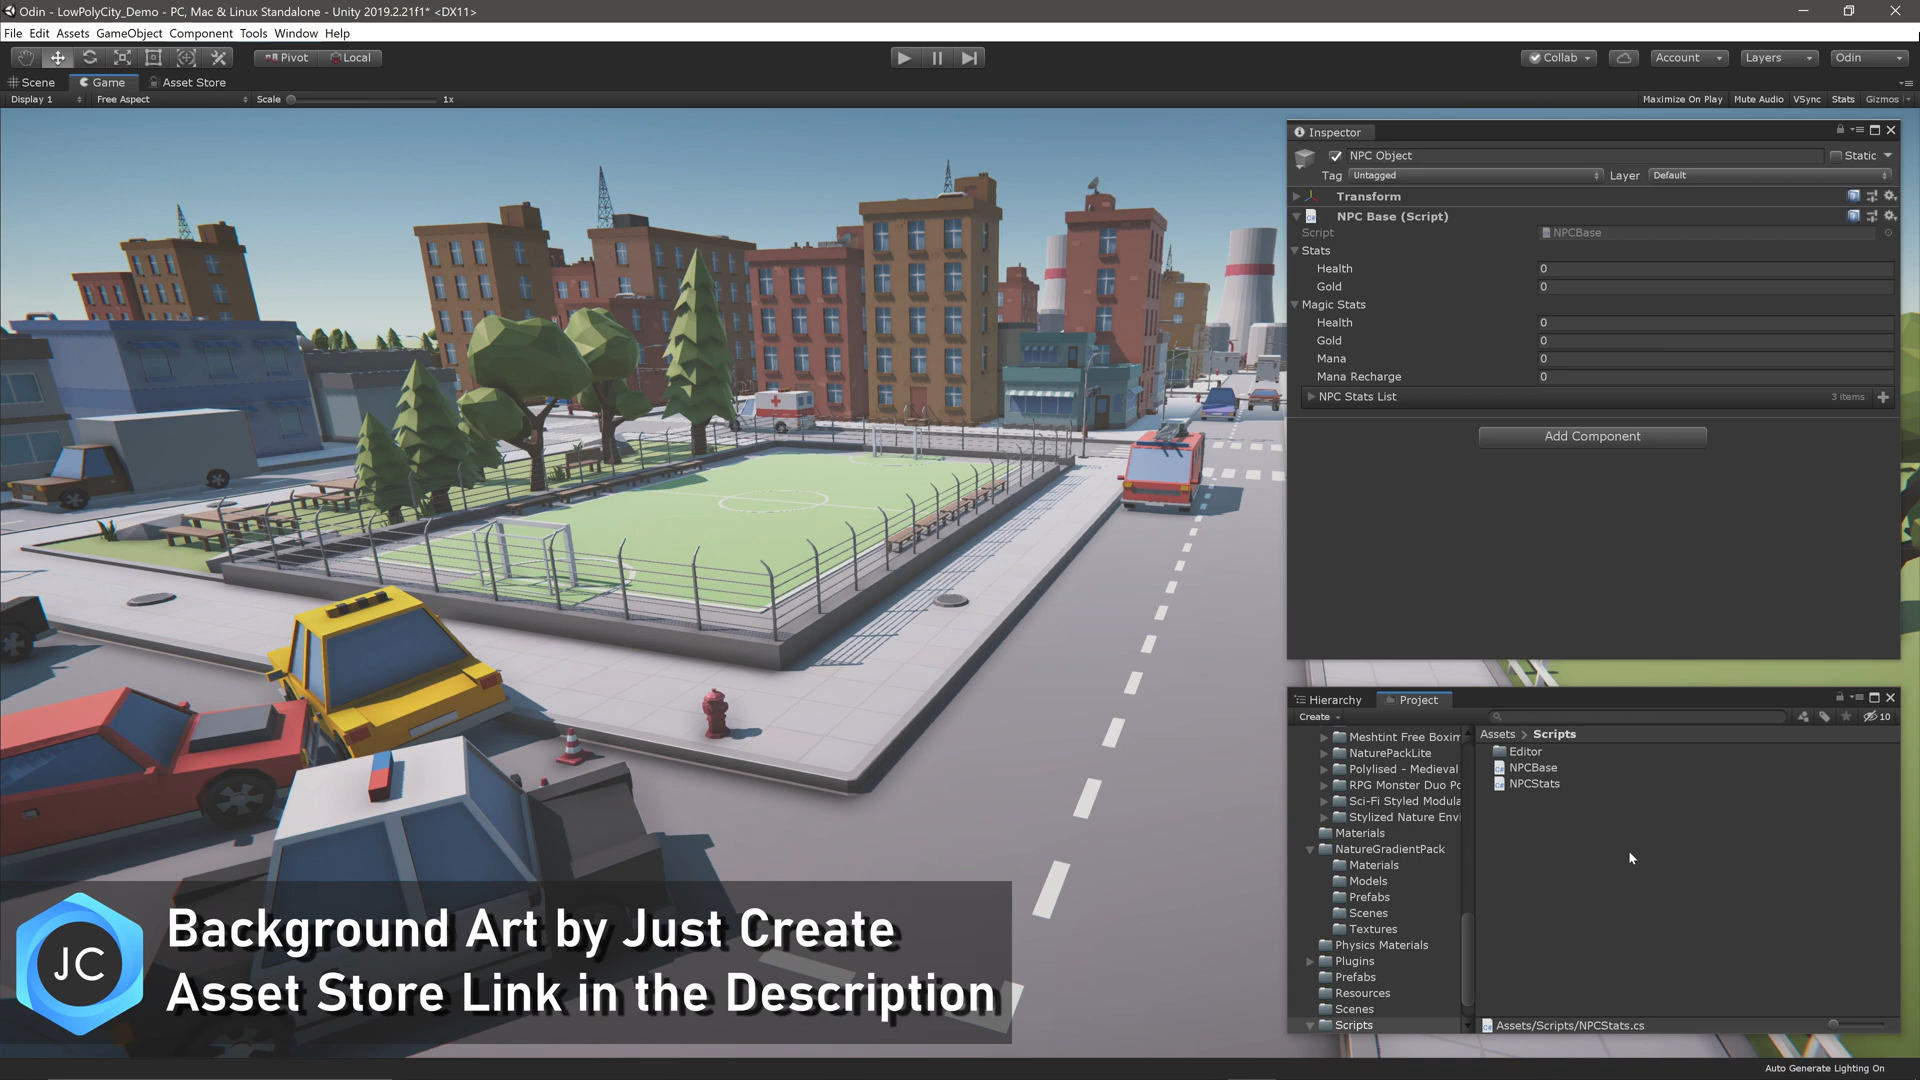 Odin - LowPolyCity_Demo - PC, Mac & Linux Standalone - Unity 2019.2.21f1* <DX11>
File Edit Assets GameObject Component Tools Window Help
Pivot Local
Collab Account Layers Odin
Scene Game Asset Store
Display 1 Free Aspect Scale 1x
Maximize On Play Mute Audio VSync Stats Gizmos
Inspector
NPC Object Static
Tag Untagged Layer Default
Transform
NPC Base (Script)
Script NPCBase
Stats
Health 0
Gold 0
Magic Stats
Health 0
Gold 0
Mana 0
Mana Recharge 0
NPC Stats List 3 items
Add Component
Hierarchy Project
Create 10
Meshtint Free Boxim
NaturePackLite
Polylised - Medieval
RPG Monster Duo Po
Sci-Fi Styled Modula
Stylized Nature Envi
Materials
NatureGradientPack
Materials
Models
Prefabs
Scenes
Textures
Physics Materials
Plugins
Prefabs
Resources
Scenes
Scripts
Assets > Scripts
Editor
NPCBase
NPCStats
Assets/Scripts/NPCStats.cs
JC
Background Art by Just Create
Asset Store Link in the Description
Auto Generate Lighting On